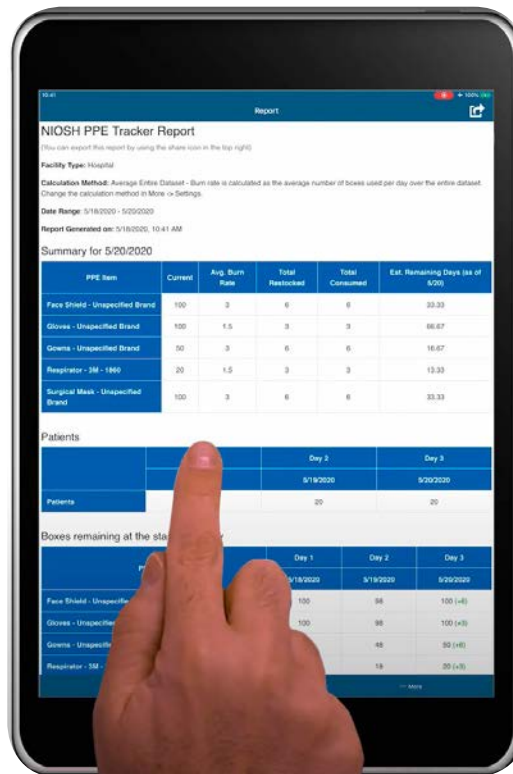 10:41
100%
Report
NIOSH PPE Tracker Report
(You can export this report by using the share icon in the top right)
Facility Type: Hospital
Calculation Method: Average Entire Dataset - Burn rate is calculated as the average number of boxes used per day over the entire dataset.
Change the calculation method in More -> Settings.
Date Range: 5/18/2020 - 5/20/2020
Report Generated on: 5/18/2020, 10:41 AM
Summary for 5/20/2020
PPE Item Current Avg. Burn Rate Total Restocked Total Consumed Est. Remaining Days (as of 5/20)
Face Shield - Unspecified Brand 100 3 6 6 33.33
Gloves - Unspecified Brand 100 1.5 3 3 66.67
Gowns - Unspecified Brand 50 3 6 6 16.67
Respirator - 3M - 1860 20 1.5 3 3 13.33
Surgical Mask - Unspecified Brand 100 3 6 6 33.33
Patients
Day 2 Day 3
5/19/2020 5/20/2020
Patients 20 20
Boxes remaining at the
Day 1 Day 2 Day 3
5/18/2020 5/19/2020 5/20/2020
Face Shield - 100 98 100 (+6)
Gloves - 100 98 100 (+3)
Gowns - 48 50 (+6)
Respirator - 3M - 19 20 (+3)
More